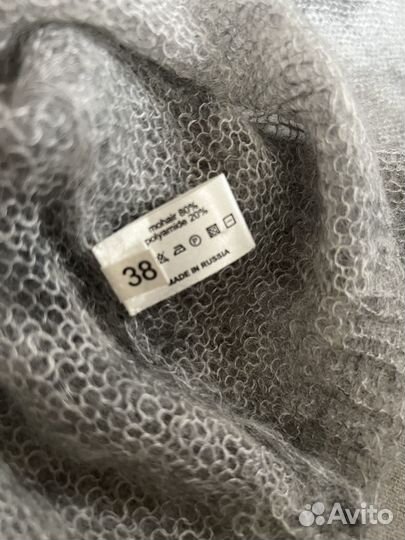 mohair 80%
polyamide 20%
38
MADE IN RUSSIA
Avito